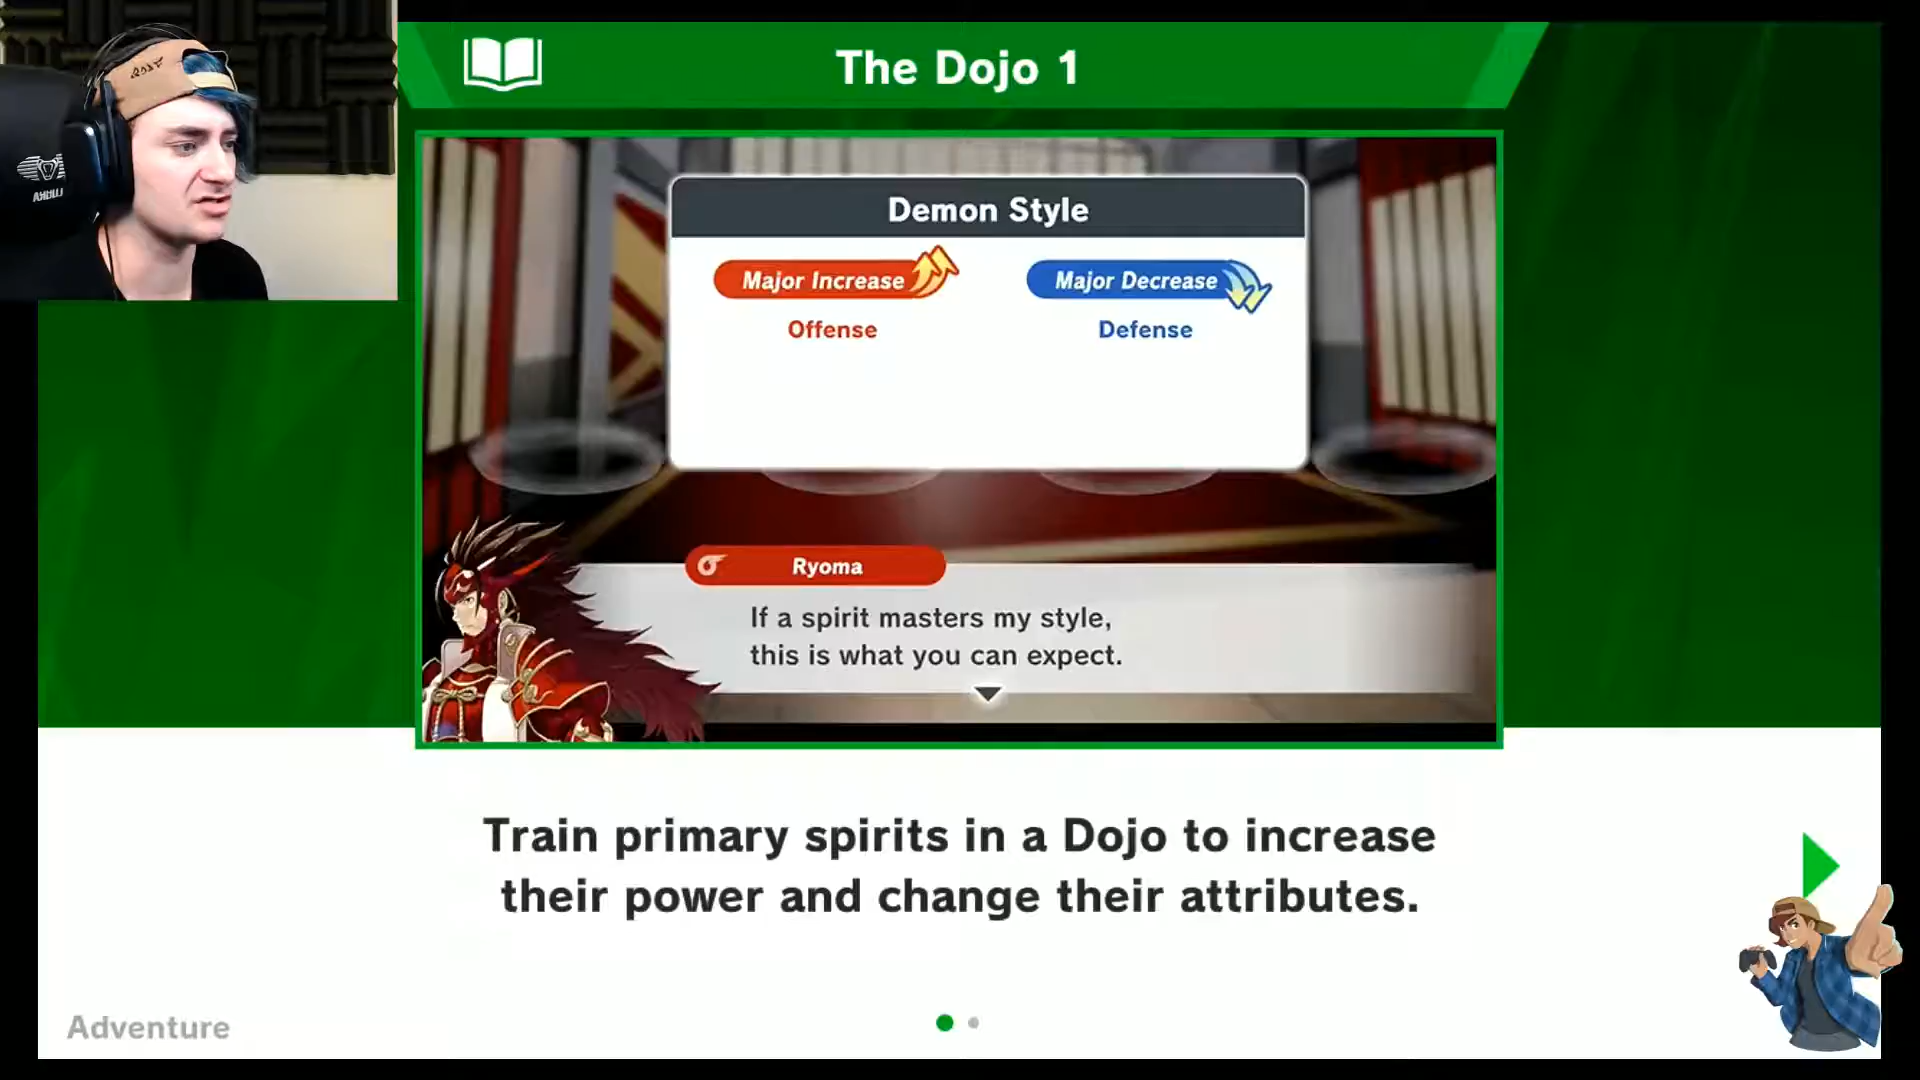 The Dojo 1
Demon Style
Major Increase
Major Decrease
Offense
Defense
Ryoma
If a spirit masters my style,
this is what you can expect.
Train primary spirits in a Dojo to increase
their power and change their attributes.
Adventure